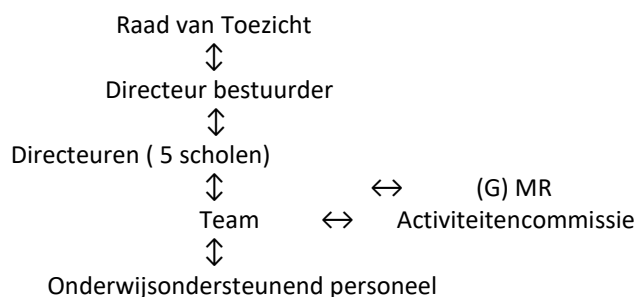 Raad van Toezicht
↕
Directeur bestuurder
↕
Directeuren ( 5 scholen)
↕ ↔ (G) MR
Team ↔ Activiteitencommissie
↕
Onderwijsondersteunend personeel